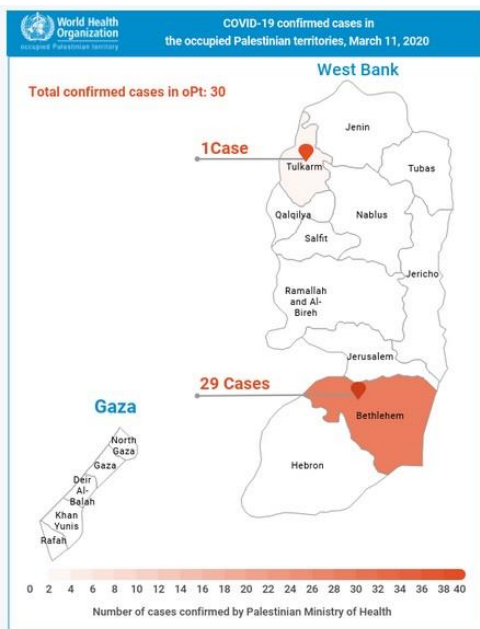 World Health
Organization
occupied Palestinian territory
COVID-19 confirmed cases in
the occupied Palestinian territories, March 11, 2020
West Bank
Total confirmed cases in oPt: 30
Jenin
1Case
Tulkarm
Tubas
Qalqilya
Nablus
Salfit
Jericho
Ramallah
and Al-
Bireh
Jerusalem
29 Cases
Bethlehem
Gaza
Hebron
North
Gaza
Gaza
Deir
Al-
Balah
Khan
Yunis
Rafah
0 2 4 6 8 10 12 14 16 18 20 22 24 26 28 30 32 34 36 38 40
Number of cases confirmed by Palestinian Ministry of Health